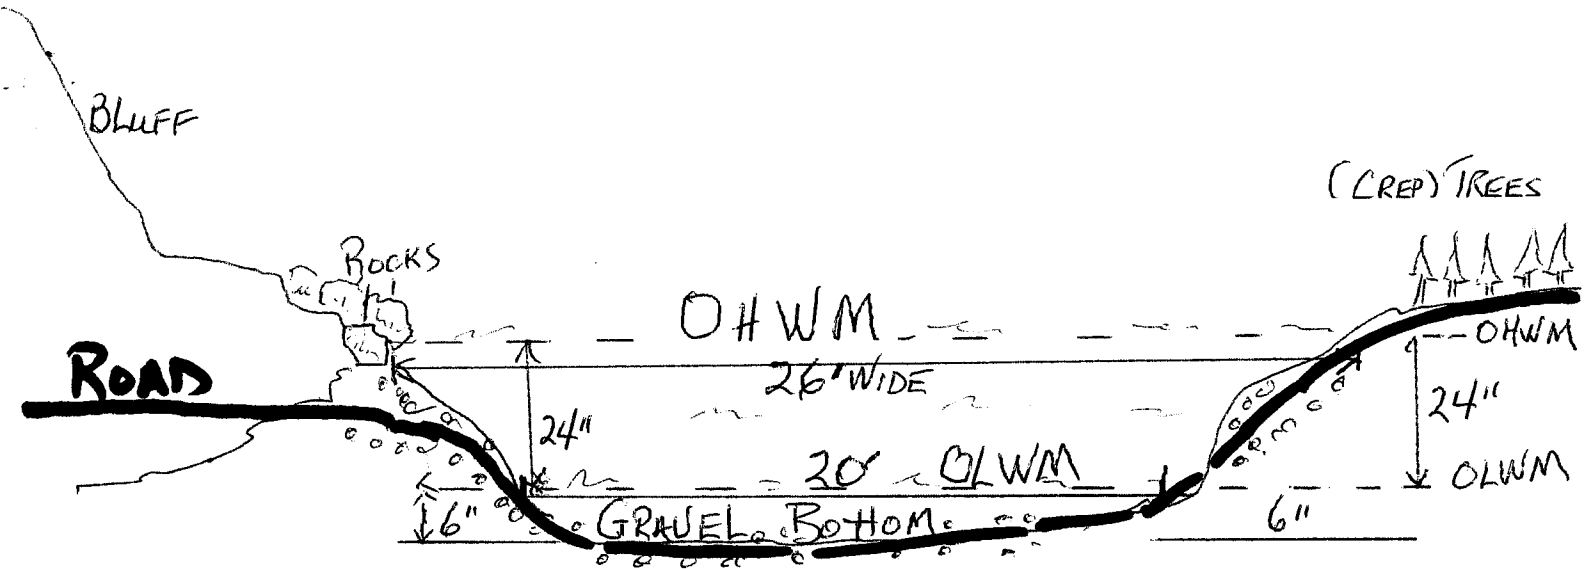 BLUFF
(CREP) TREES
ROCKS
OHWM
OHWM
ROAD
26' WIDE
24"
24"
20' OLWM
OLWM
6"
GRAVEL BOTTOM
6"